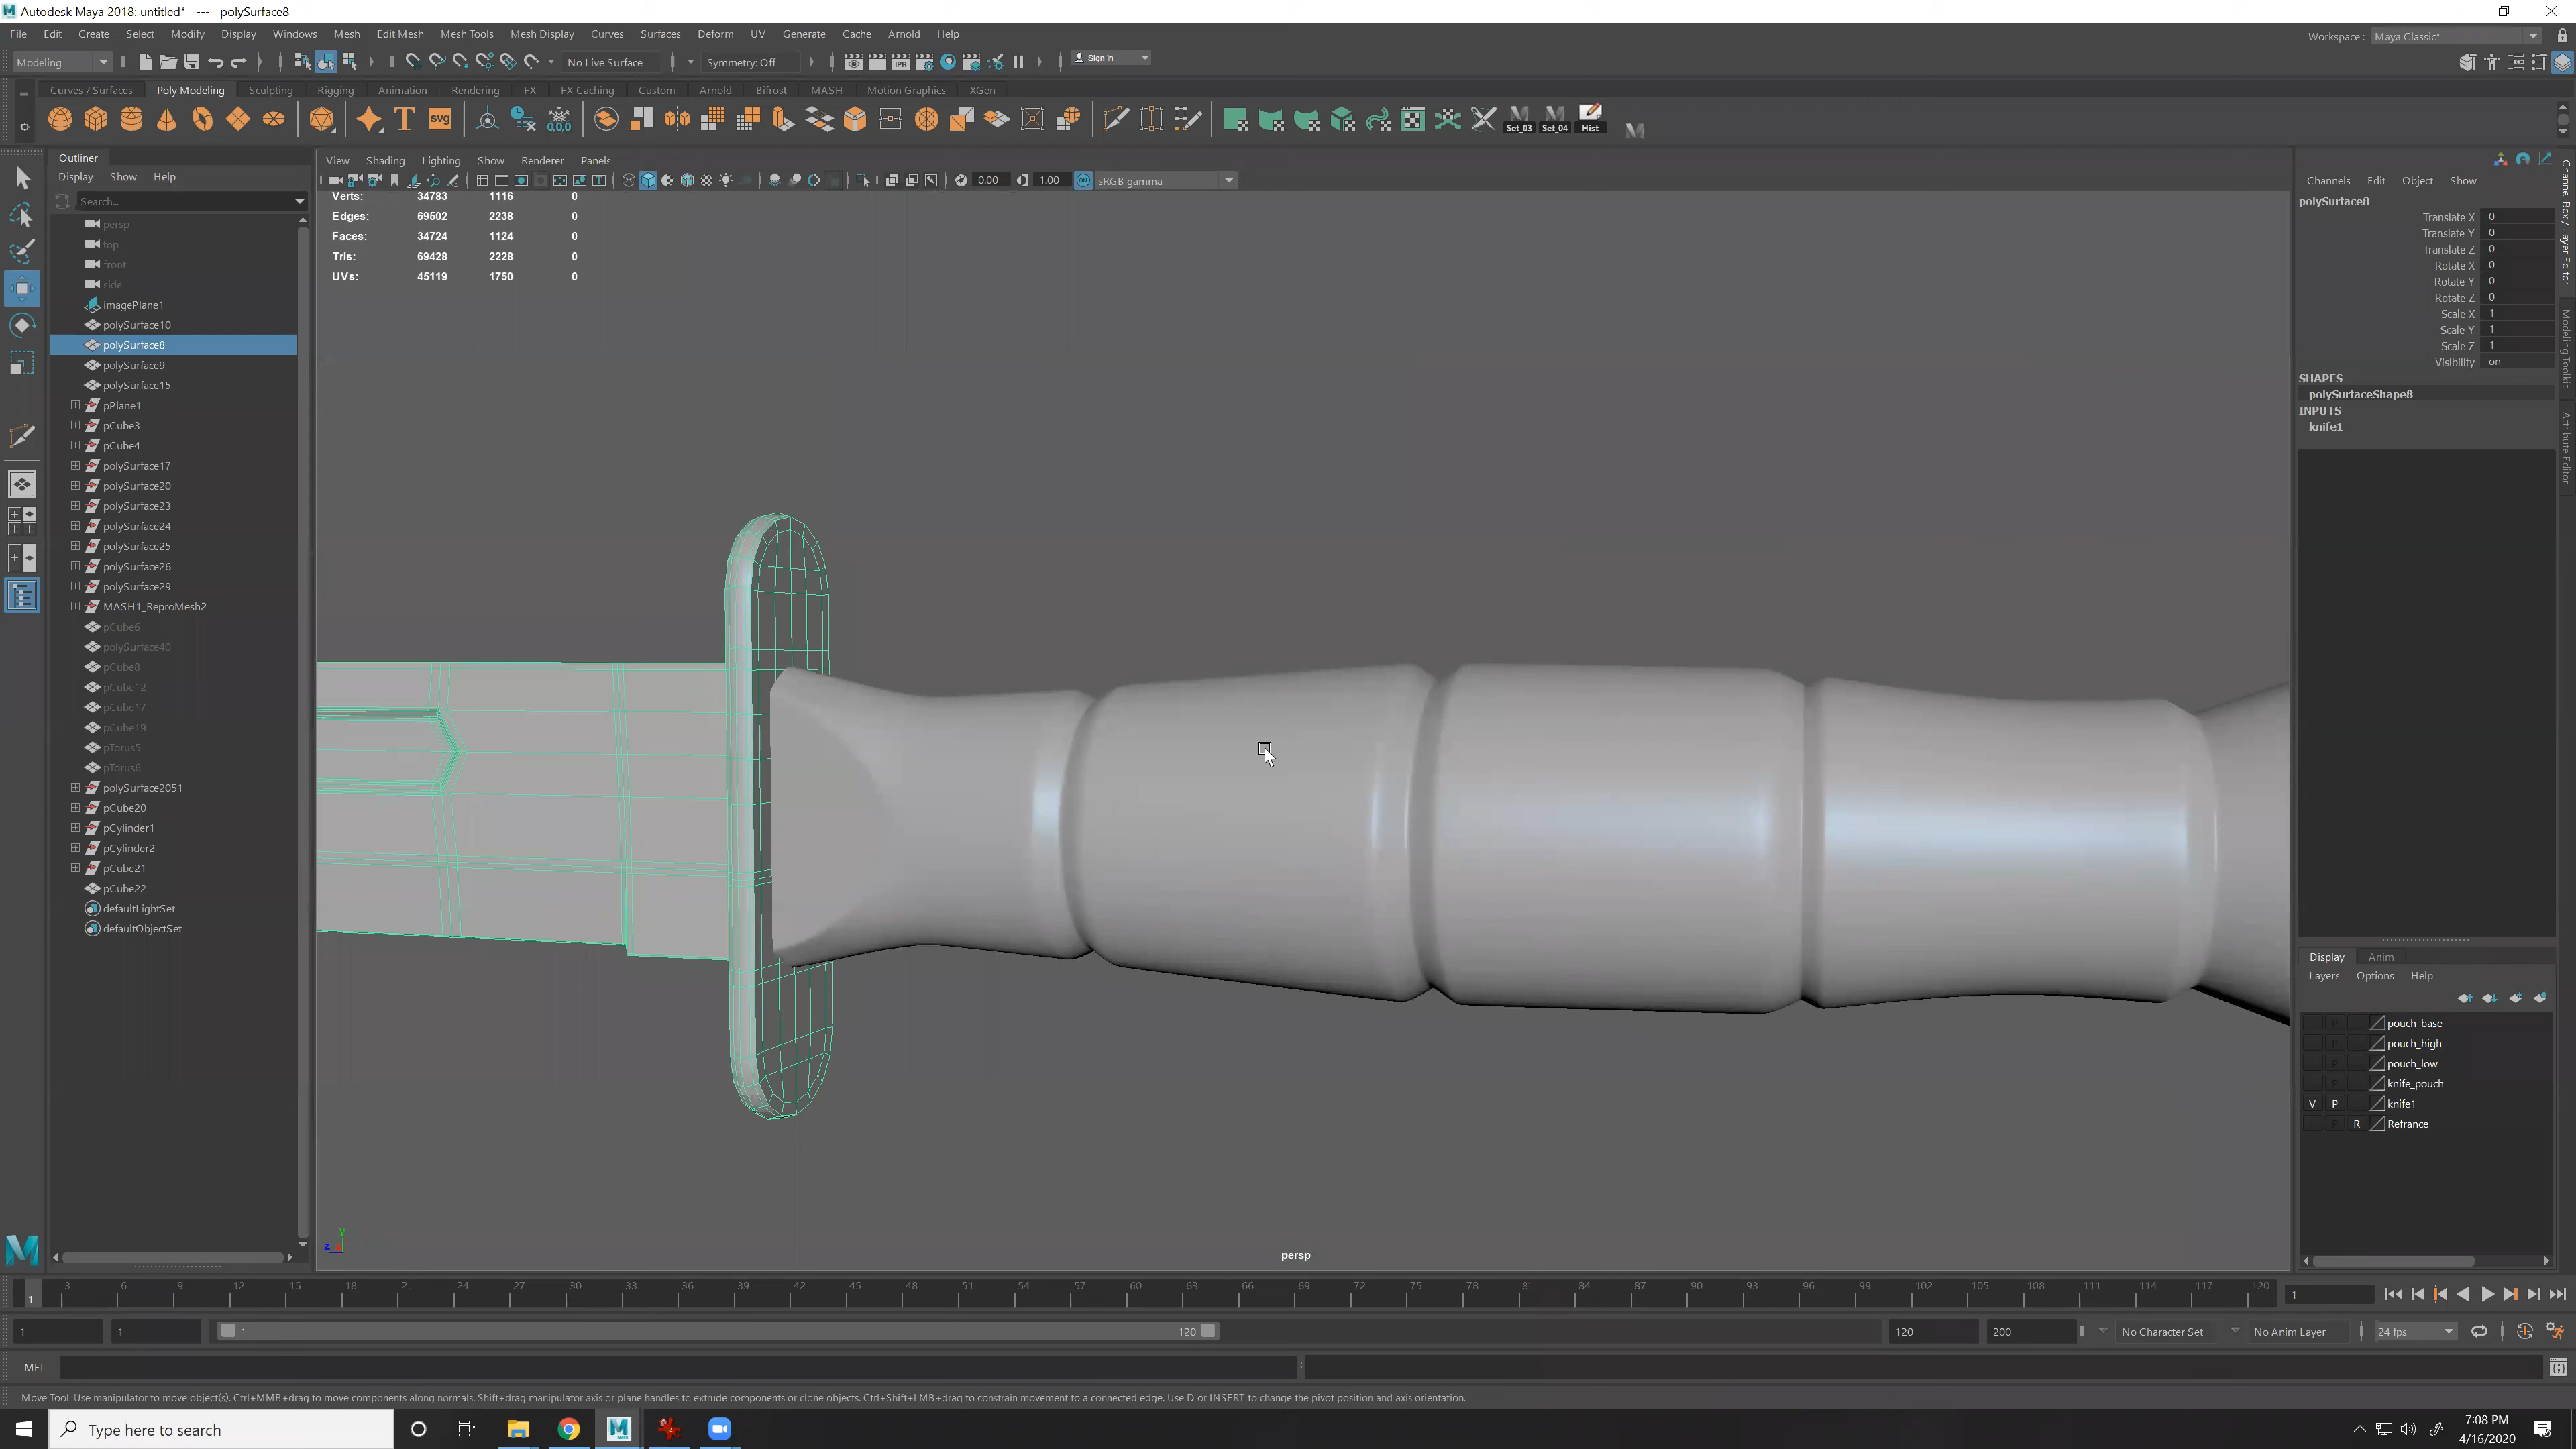 Autodesk Maya 2018: untitled*   ---   polySurface8
File Edit Create Select Modify Display Windows Mesh Edit Mesh Mesh Tools Mesh Display Curves Surfaces Deform UV Generate Cache Arnold Help
Workspace : Maya Classic*
Modeling No Live Surface Symmetry: Off Sign In
Curves / Surfaces Poly Modeling Sculpting Rigging Animation Rendering FX FX Caching Custom Arnold Bifrost MASH Motion Graphics XGen
Set_03 Set_04 Hist
Outliner
Display Show Help
Search...
persp
top
front
side
imagePlane1
polySurface10
polySurface8
polySurface9
polySurface15
pPlane1
pCube3
pCube4
polySurface17
polySurface20
polySurface23
polySurface24
polySurface25
polySurface26
polySurface29
MASH1_ReproMesh2
pCube6
polySurface40
pCube8
pCube12
pCube17
pCube19
pTorus5
pTorus6
polySurface2051
pCube20
pCylinder1
pCylinder2
pCube21
pCube22
defaultLightSet
defaultObjectSet
View Shading Lighting Show Renderer Panels
0.00 1.00 sRGB gamma
Verts: 34783 1116 0
Edges: 69502 2238 0
Faces: 34724 1124 0
Tris: 69428 2228 0
UVs: 45119 1750 0
y
z
persp
Channels Edit Object Show
polySurface8
Translate X 0
Translate Y 0
Translate Z 0
Rotate X 0
Rotate Y 0
Rotate Z 0
Scale X 1
Scale Y 1
Scale Z 1
Visibility on
SHAPES
polySurfaceShape8
INPUTS
knife1
Channel Box / Layer Editor
Modeling Toolkit
Attribute Editor
Display Anim
Layers Options Help
P pouch_base
P pouch_high
P pouch_low
P knife_pouch
V P knife1
P R Refrance
1 3 6 9 12 15 18 21 24 27 30 33 36 39 42 45 48 51 54 57 60 63 66 69 72 75 78 81 84 87 90 93 96 99 102 105 108 111 114 117 120 1
1 1 1 120 120 200 No Character Set No Anim Layer 24 fps
MEL
Move Tool: Use manipulator to move object(s). Ctrl+MMB+drag to move components along normals. Shift+drag manipulator axis or plane handles to extrude components or clone objects. Ctrl+Shift+LMB+drag to constrain movement to a connected edge. Use D or INSERT to change the pivot position and axis orientation.
Type here to search
7:08 PM
4/16/2020